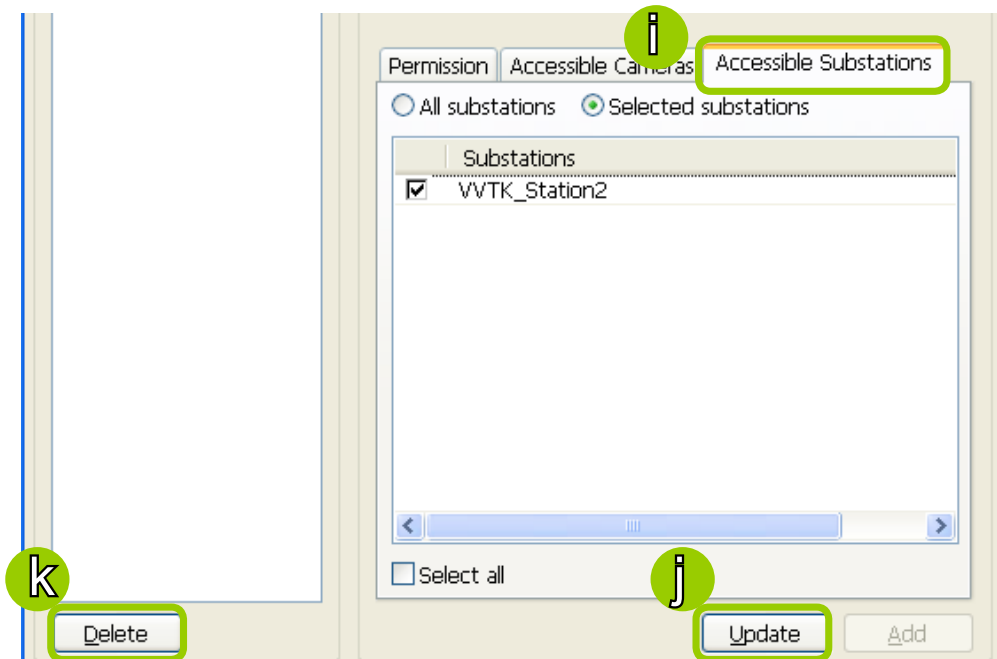 i
Permission Accessible Cameras Accessible Substations
All substations Selected substations
Substations
VVTK_Station2
Select all
k
j
Delete Update Add